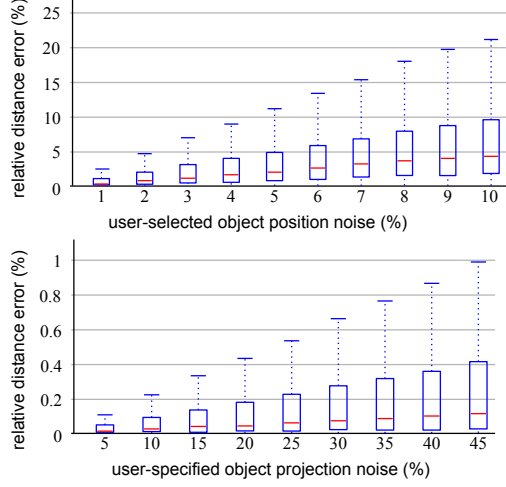 25
20
15
10
5
0
relative distance error (%)
1 2 3 4 5 6 7 8 9 10
user-selected object position noise (%)
1
0.8
0.6
0.4
0.2
0
relative distance error (%)
5 10 15 20 25 30 35 40 45
user-specified object projection noise (%)